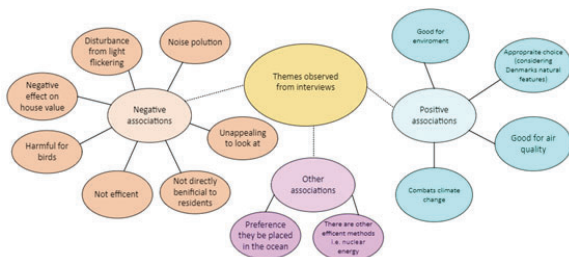 Disturbance
from light
flickering
Noise polution
Negative
effect on
house value
Negative
associations
Harmful for
birds
Unappealing
to look at
Not efficent
Not directly
benificial to
residents
Themes observed
from interviews
Other
associations
Preference
they be placed
in the ocean
There are other
efficent methods
i.e. nuclear
energy
Good for
enviroment
Appropraite choice
(considering
Denmarks natural
features)
Positive
associations
Good for air
quality
Combats climate
change